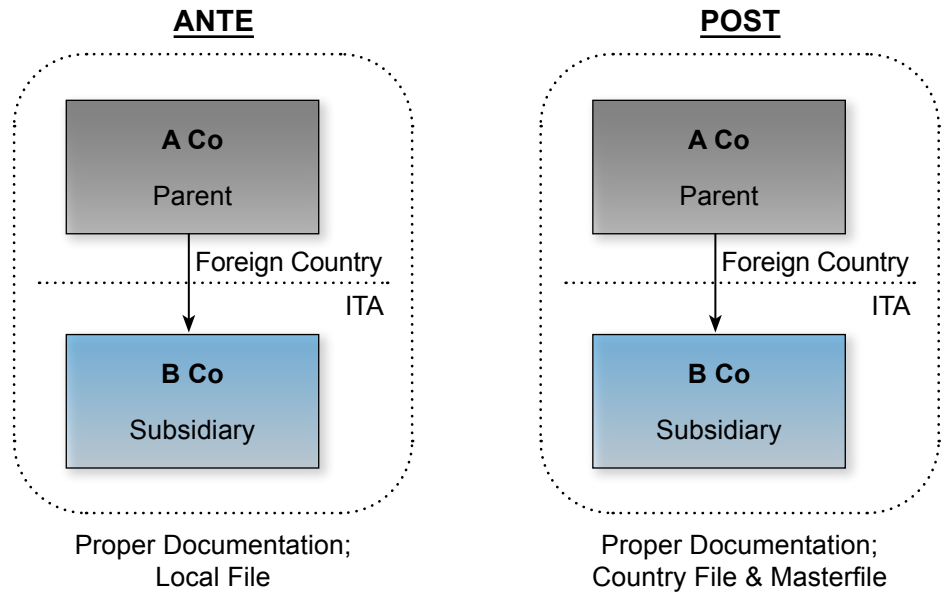 ANTE
A Co
Parent
Foreign Country
ITA
B Co
Subsidiary
Proper Documentation;
Local File
POST
A Co
Parent
Foreign Country
ITA
B Co
Subsidiary
Proper Documentation;
Country File & Masterfile